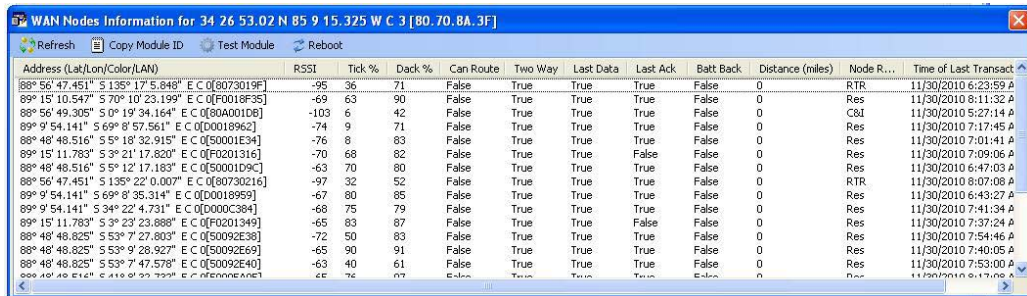 WAN Nodes Information for 34 26 53.02 N 85 9 15.325 W C 3 [80.70.8A.3F]
Refresh Copy Module ID Test Module Reboot
Address (Lat/Lon/Color/LAN) RSSI Tick % Dack % Can Route Two Way Last Data Last Ack Batt Back Distance (miles) Node R... Time of Last Transact
88° 56' 47.451" S 135° 17' 5.848" E C 0[8073019F] -95 36 71 False True True True False 0 RTR 11/30/2010 6:23:59 A
89° 15' 10.547" S 70° 10' 23.199" E C 0[F0018F35] -69 63 90 False True True True False 0 Res 11/30/2010 8:11:32 A
88° 56' 49.305" S 0° 19' 34.164" E C 0[80A001DB] -103 6 42 False True True True False 0 C&I 11/30/2010 5:27:14 A
89° 9' 54.141" S 69° 8' 57.561" E C 0[D0018962] -74 9 71 False True True True False 0 Res 11/30/2010 7:17:45 A
88° 48' 48.516" S 5° 18' 32.915" E C 0[50001E34] -76 8 83 False True True True False 0 Res 11/30/2010 7:01:41 A
89° 15' 11.783" S 3° 21' 17.820" E C 0[F0201316] -70 68 82 False True True False False 0 Res 11/30/2010 7:09:06 A
88° 48' 48.516" S 5° 12' 17.183" E C 0[50001D9C] -63 70 80 False True True True False 0 Res 11/30/2010 6:47:03 A
88° 56' 47.451" S 135° 22' 0.007" E C 0[80730216] -97 32 52 False True True True False 0 RTR 11/30/2010 8:07:08 A
89° 9' 54.141" S 69° 8' 35.314" E C 0[D0018959] -67 80 85 False True True True False 0 Res 11/30/2010 6:43:27 A
89° 9' 54.141" S 34° 22' 4.731" E C 0[D000C384] -68 75 79 False True True True False 0 Res 11/30/2010 7:41:34 A
89° 15' 11.783" S 3° 23' 23.888" E C 0[F0201349] -65 83 87 False True True False False 0 Res 11/30/2010 7:37:24 A
88° 48' 48.825" S 53° 7' 27.803" E C 0[50092E38] -72 50 83 False True True True False 0 Res 11/30/2010 7:54:46 A
88° 48' 48.825" S 53° 9' 28.927" E C 0[50092E69] -65 90 91 False True True True False 0 Res 11/30/2010 7:40:05 A
88° 48' 48.825" S 53° 7' 47.578" E C 0[50092E40] -63 40 61 False True True True False 0 Res 11/30/2010 7:53:00 A
-65 76 97 False True True True False 0 Res